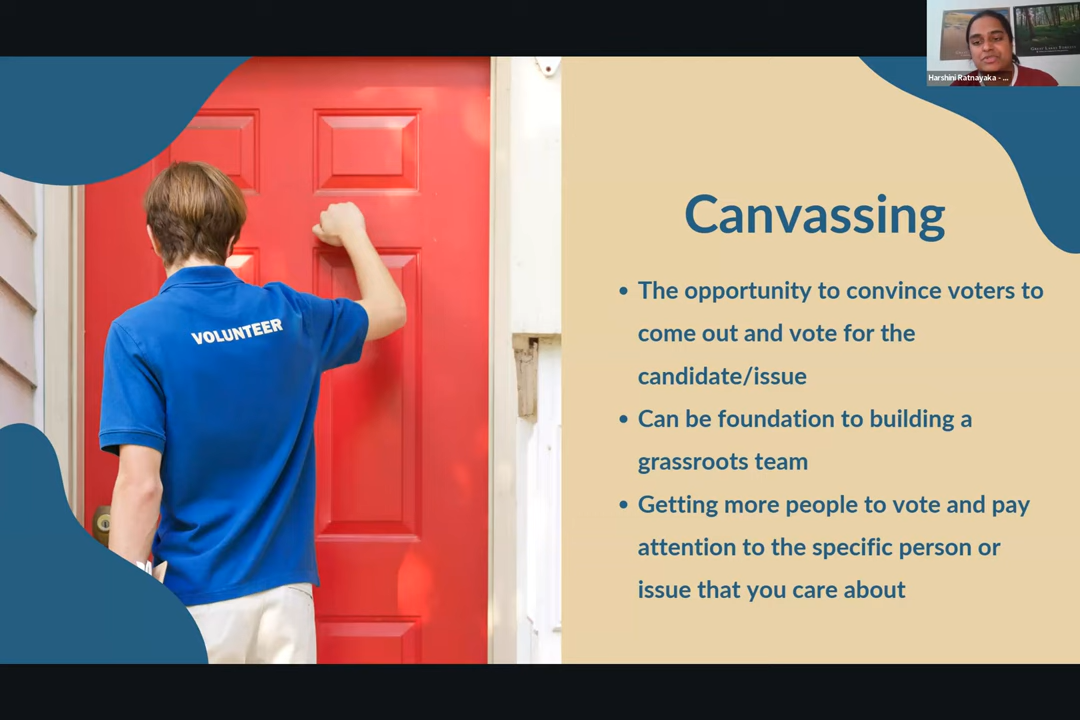 Harshini Ratnayaka - ...
VOLUNTEER
Canvassing
• The opportunity to convince voters to
come out and vote for the
candidate/issue
• Can be foundation to building a
grassroots team
• Getting more people to vote and pay
attention to the specific person or
issue that you care about